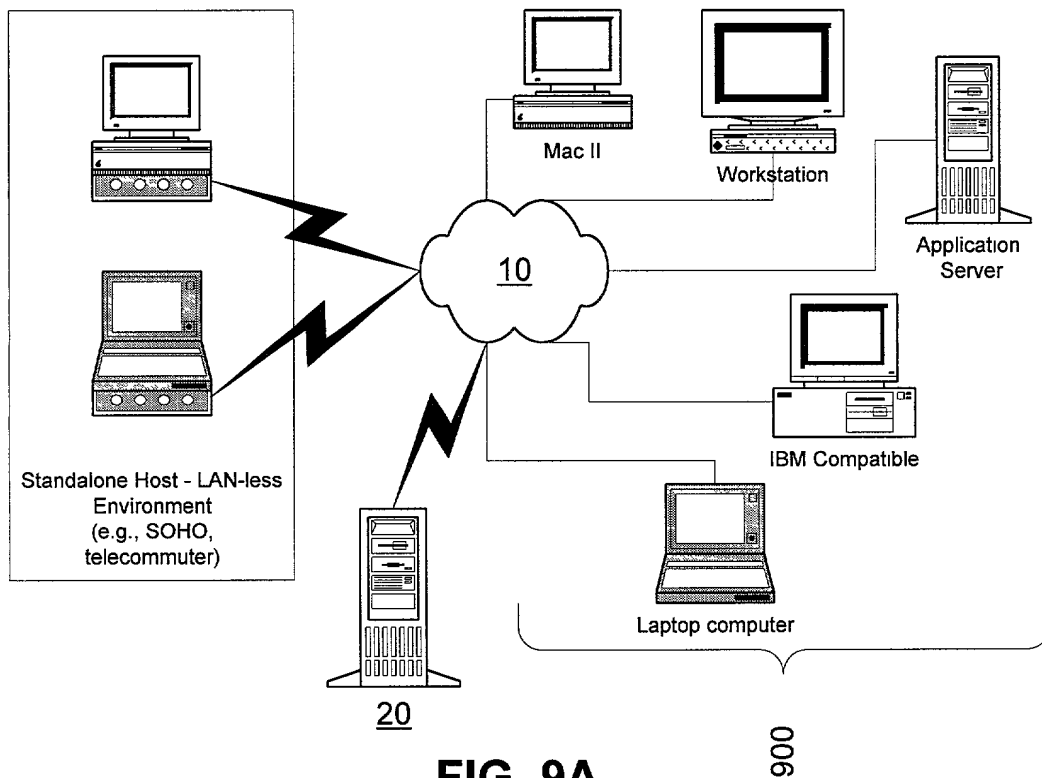 Mac II
Workstation
Application
Server
10
IBM Compatible
Standalone Host - LAN-less
Environment
(e.g., SOHO,
telecommuter)
Laptop computer
20
900
FIG. 9A